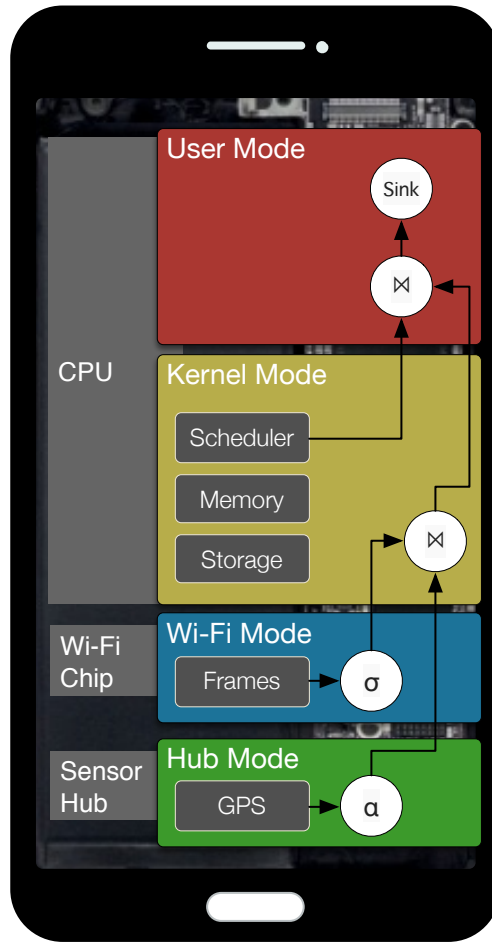 User Mode
Sink
⋈
CPU
Kernel Mode
Scheduler
Memory
⋈
Storage
Wi-Fi
Chip
Wi-Fi Mode
Frames
σ
Sensor
Hub
Hub Mode
GPS
α